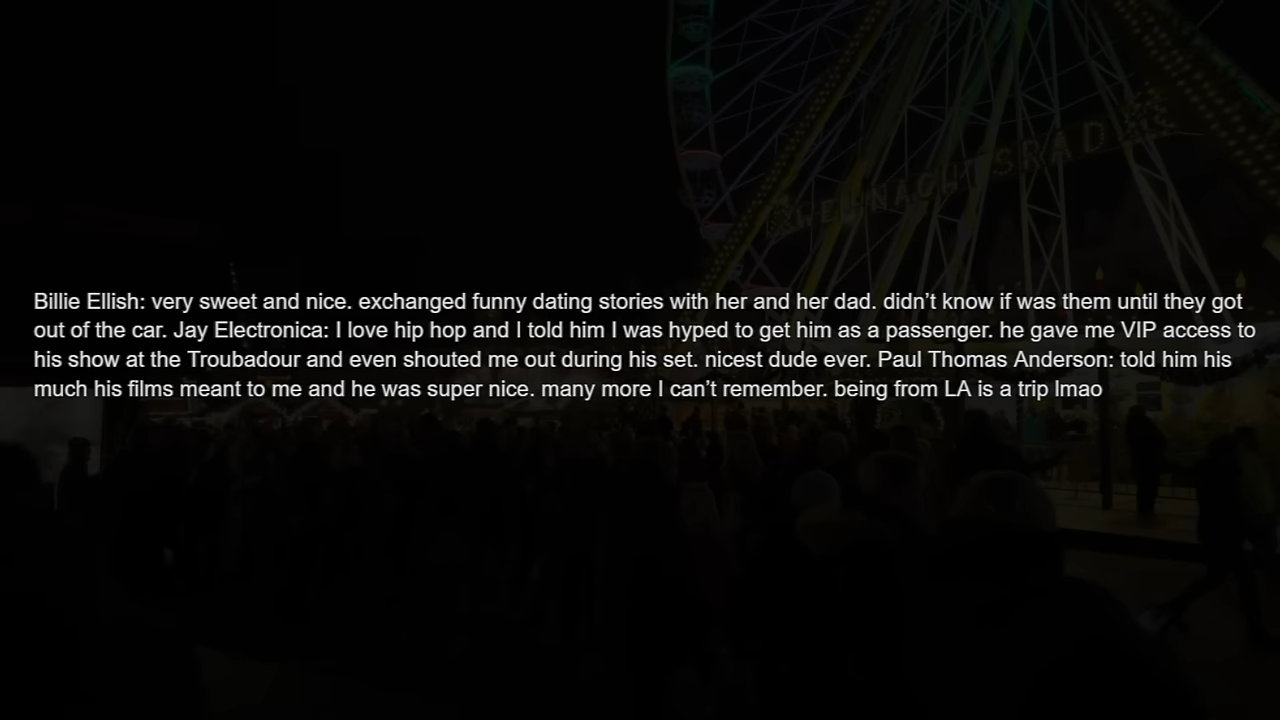 WEIHNACHTSRAD
Billie Ellish: very sweet and nice. exchanged funny dating stories with her and her dad. didn’t know if was them until they got
out of the car. Jay Electronica: I love hip hop and I told him I was hyped to get him as a passenger. he gave me VIP access to
his show at the Troubadour and even shouted me out during his set. nicest dude ever. Paul Thomas Anderson: told him his
much his films meant to me and he was super nice. many more I can’t remember. being from LA is a trip lmao